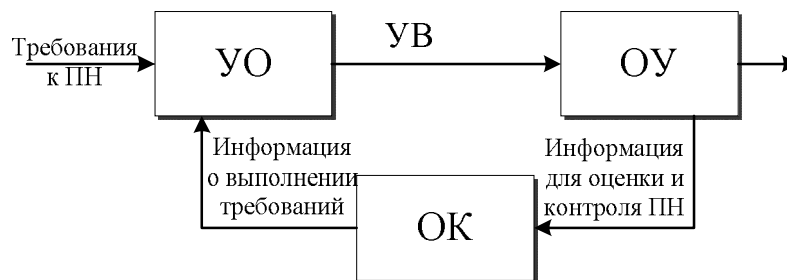 Требования
к ПН
УО
УВ
ОУ
Информация
о выполнении
требований
ОК
Информация
для оценки и
контроля ПН